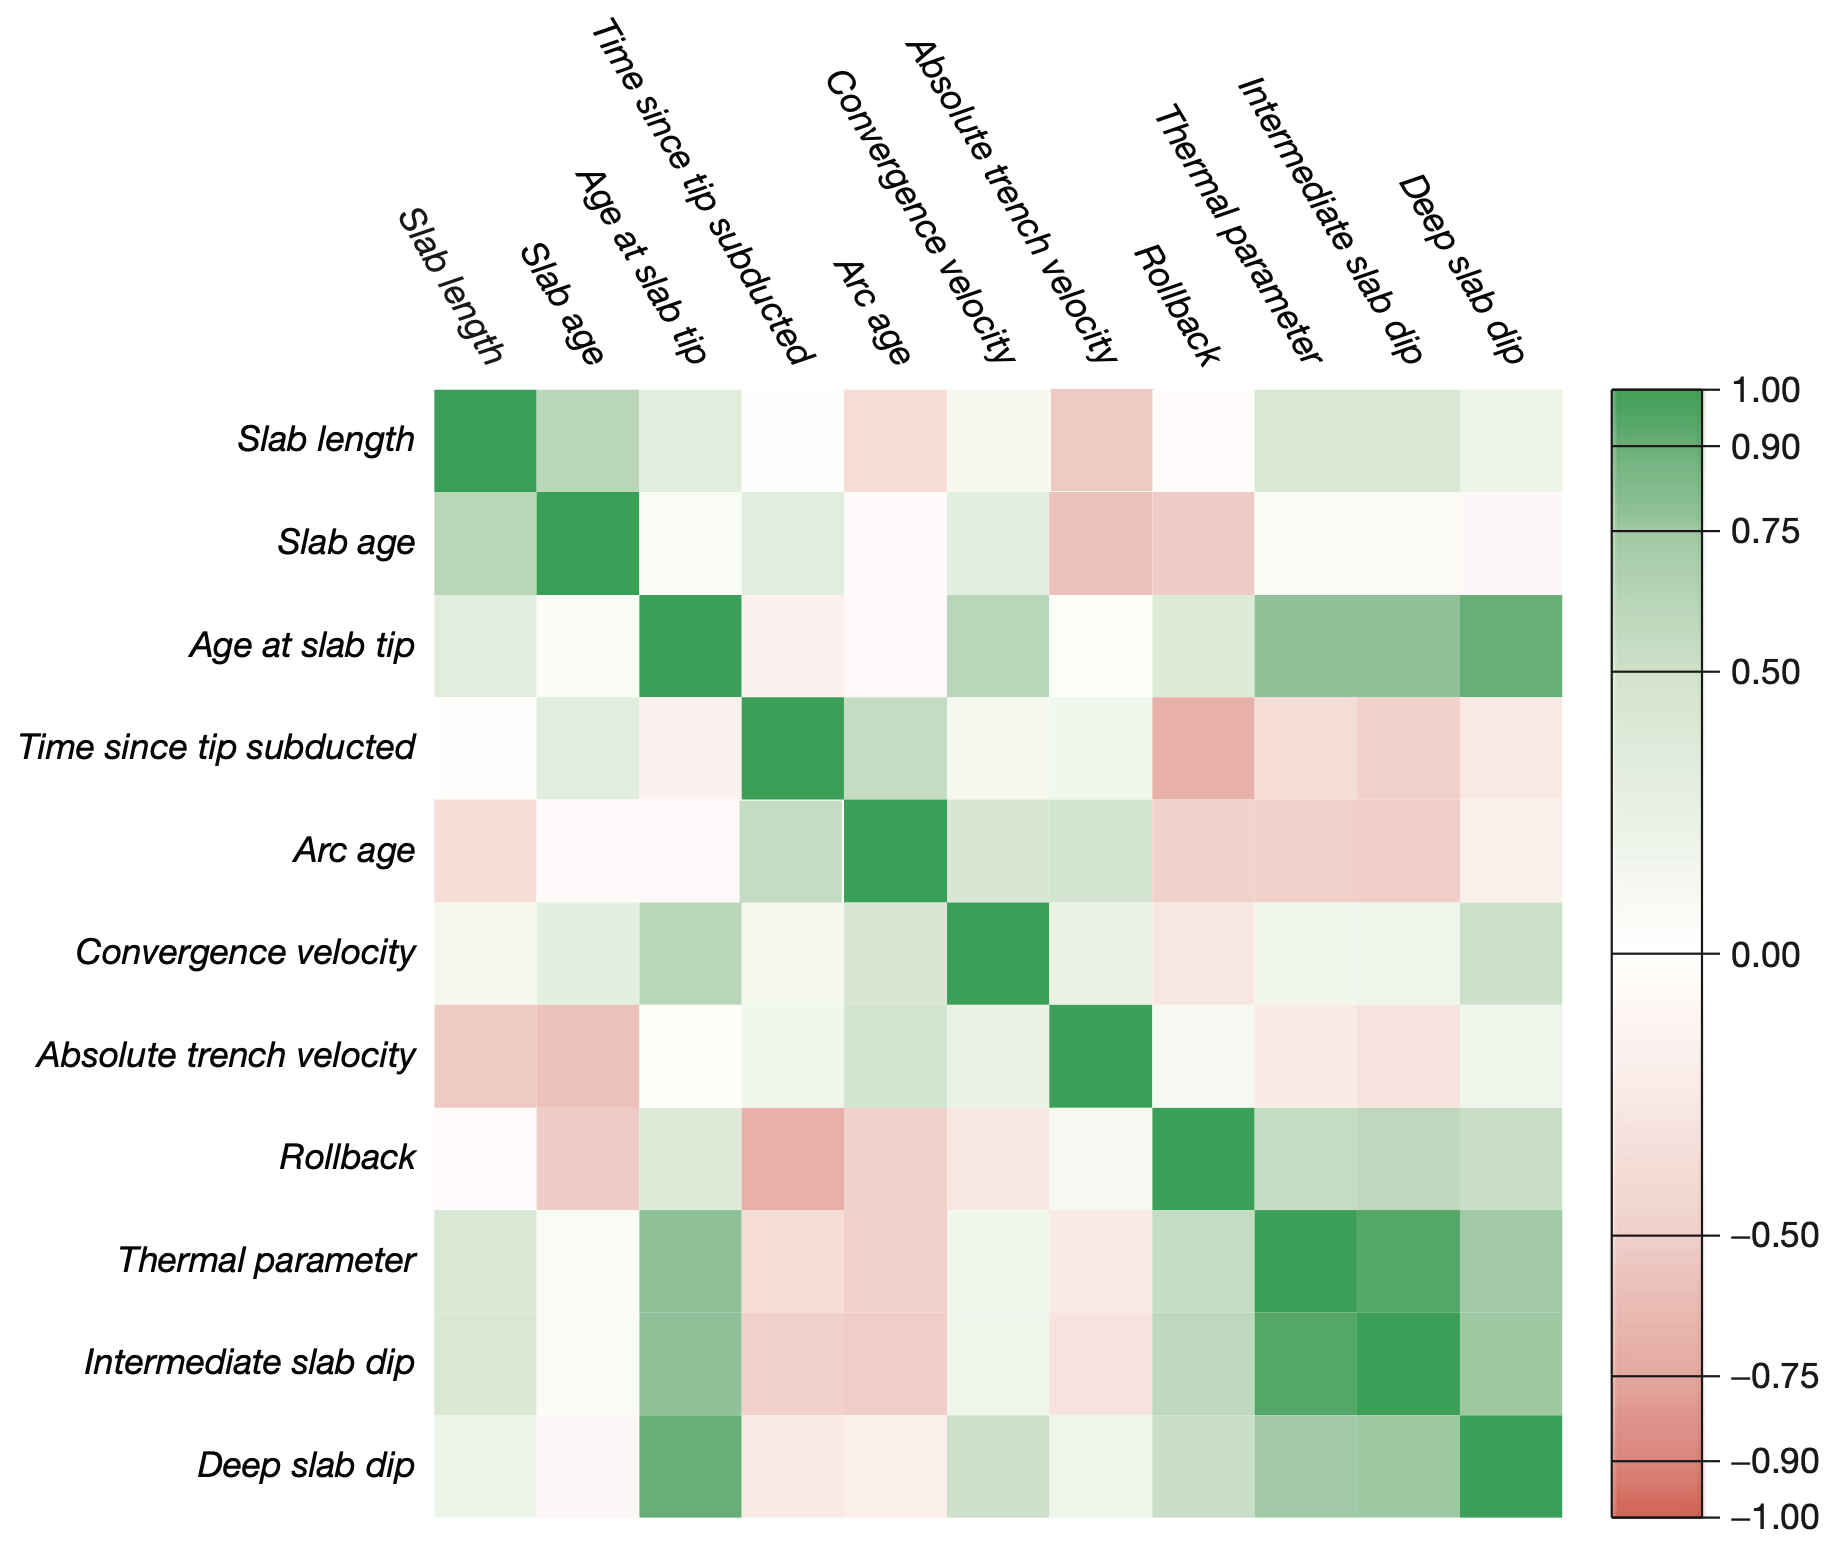 Slab length
Slab age
Age at slab tip
Time since tip subducted
Arc age
Convergence velocity
Absolute trench velocity
Rollback
Thermal parameter
Intermediate slab dip
Deep slab dip
Slab length
Slab age
Age at slab tip
Time since tip subducted
Arc age
Convergence velocity
Absolute trench velocity
Rollback
Thermal parameter
Intermediate slab dip
Deep slab dip
1.00
0.90
0.75
0.50
0.00
–0.50
–0.75
–0.90
–1.00